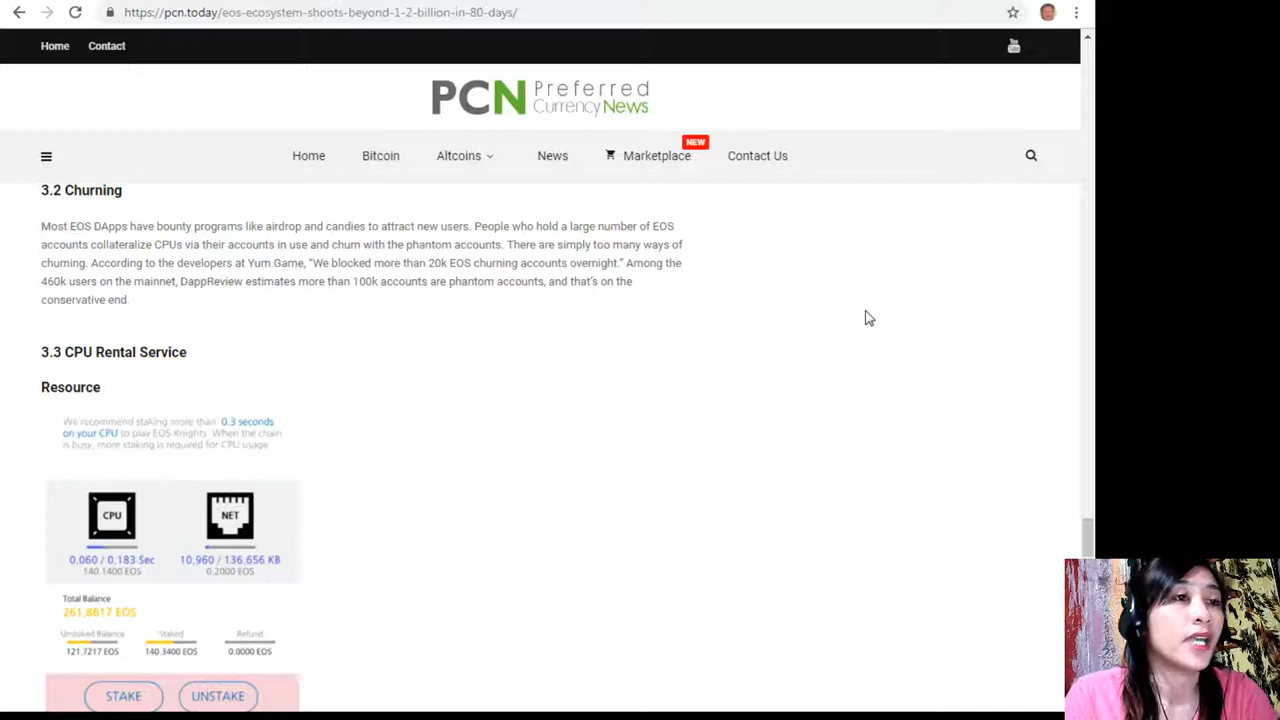 https://pcn.today/eos-ecosystem-shoots-beyond-1-2-billion-in-80-days/
Home Contact You Tube
PCN Preferred Currency News
NEW
Home Bitcoin Altcoins News Marketplace Contact Us
3.2 Churning
Most EOS DApps have bounty programs like airdrop and candies to attract new users. People who hold a large number of EOS
accounts collateralize CPUs via their accounts in use and churn with the phantom accounts. There are simply too many ways of
churning. According to the developers at Yum.Game, “We blocked more than 20k EOS churning accounts overnight.” Among the
460k users on the mainnet, DappReview estimates more than 100k accounts are phantom accounts, and that’s on the
conservative end.
3.3 CPU Rental Service
Resource
We recommend staking more than 0.3 seconds
on your CPU to play EOS Knights. When the chain
is busy, more staking is required for CPU usage
CPU NET
0,060 / 0,183 Sec 10,960 / 136,656 KB
140.1400 EOS 0.2000 EOS
Total Balance
261,8617 EOS
Unstaked Balance Staked Refund
121.7217 EOS 140.3400 EOS 0.0000 EOS
STAKE UNSTAKE